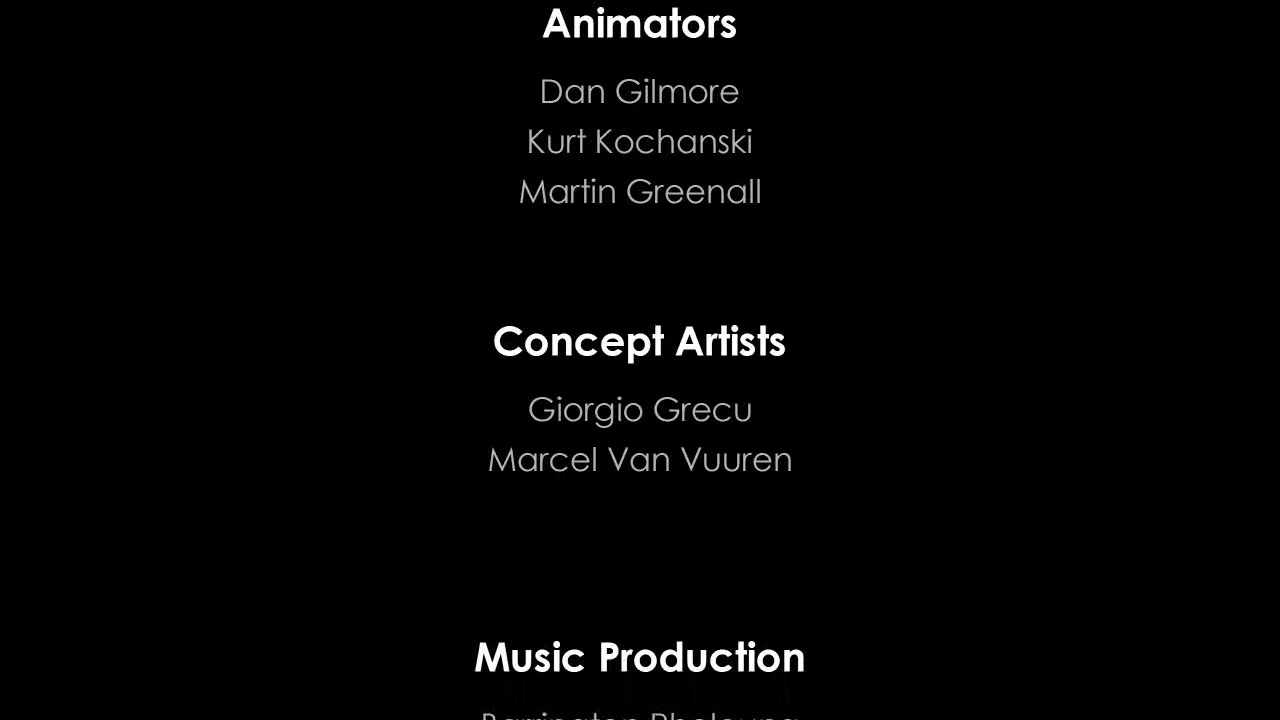 Animators
Dan Gilmore
Kurt Kochanski
Martin Greenall
Concept Artists
Giorgio Grecu
Marcel Van Vuuren
Music Production